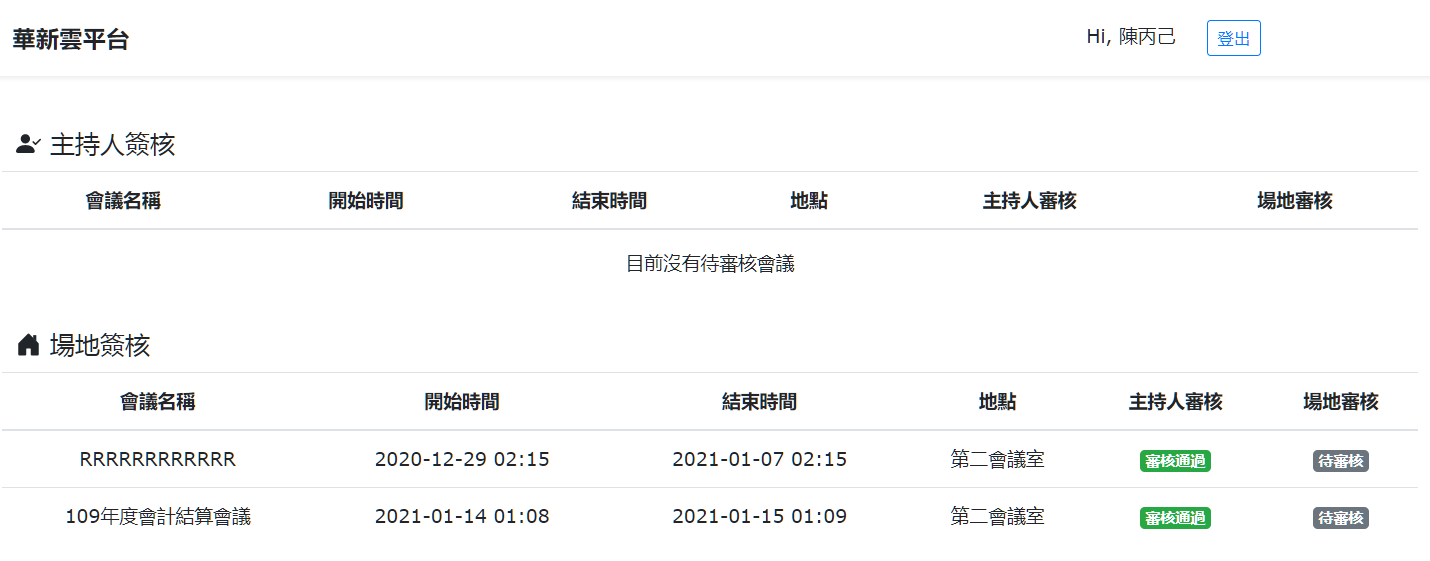 華新雲平台 Hi, 陳丙己 登出
主持人簽核
會議名稱 開始時間 結束時間 地點 主持人審核 場地審核
目前沒有待審核會議
場地簽核
會議名稱 開始時間 結束時間 地點 主持人審核 場地審核
RRRRRRRRRRRR 2020-12-29 02:15 2021-01-07 02:15 第二會議室 審核通過 待審核
109年度會計結算會議 2021-01-14 01:08 2021-01-15 01:09 第二會議室 審核通過 待審核